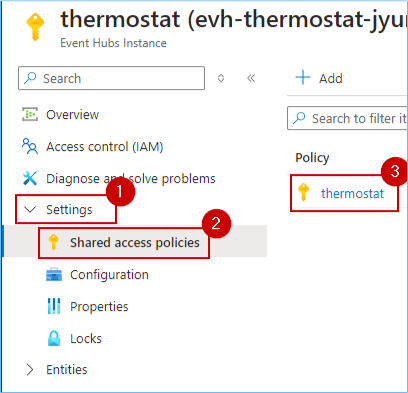 thermostat (evh-thermostat-jyu
Event Hubs Instance
Search
Add
Overview
Search to filter it
Access control (IAM)
Policy
Diagnose and solve problems
1
3
Settings
thermostat
2
Shared access policies
Configuration
Properties
Locks
Entities